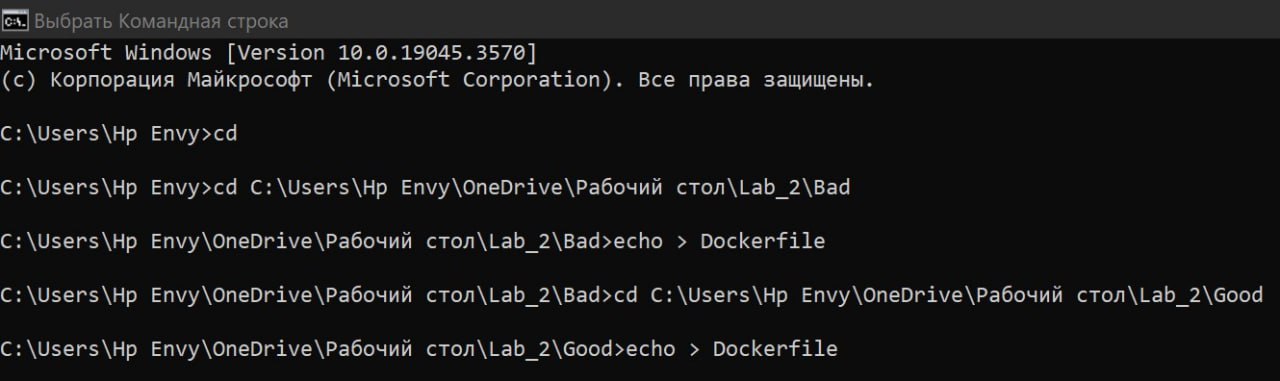 Выбрать Командная строка
Microsoft Windows [Version 10.0.19045.3570]
(c) Корпорация Майкрософт (Microsoft Corporation). Все права защищены.
C:\Users\Hp Envy>cd
C:\Users\Hp Envy>cd C:\Users\Hp Envy\OneDrive\Рабочий стол\Lab_2\Bad
C:\Users\Hp Envy\OneDrive\Рабочий стол\Lab_2\Bad>echo > Dockerfile
C:\Users\Hp Envy\OneDrive\Рабочий стол\Lab_2\Bad>cd C:\Users\Hp Envy\OneDrive\Рабочий стол\Lab_2\Good
C:\Users\Hp Envy\OneDrive\Рабочий стол\Lab_2\Good>echo > Dockerfile